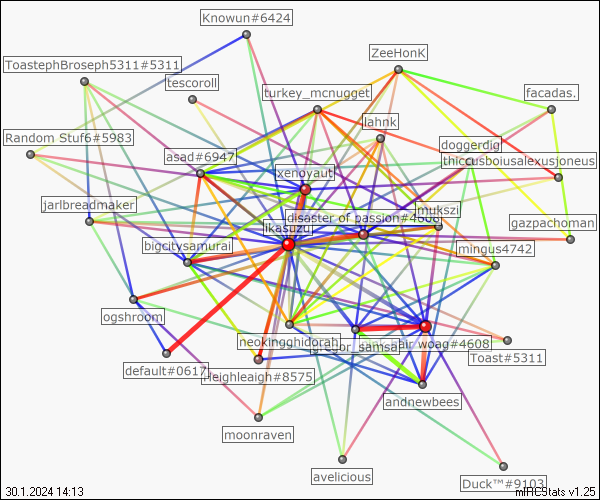 Knowun#6424
ZeeHonK
ToastephBroseph5311#5311
tescoroll
turkey_mcnugget
facadas.
lahnk
Random Stuf6#5983
doggerdjg
asad#6947
thiccusboiusalexusjoneus
xenoyaut
jarlbreadmaker
mukszi
disaster of passion#4606
gazpachoman
ikasuzu
bigcitysamurai
mingus4742
ogshroom
neokingghidorah
gregor_samsa
woag#4608
Toast#5311
default#0617
Heighleaigh#8575
andnewbees
moonraven
avelicious
Duck™#9103
30.1.2024 14:13
mIRCStats v1.25